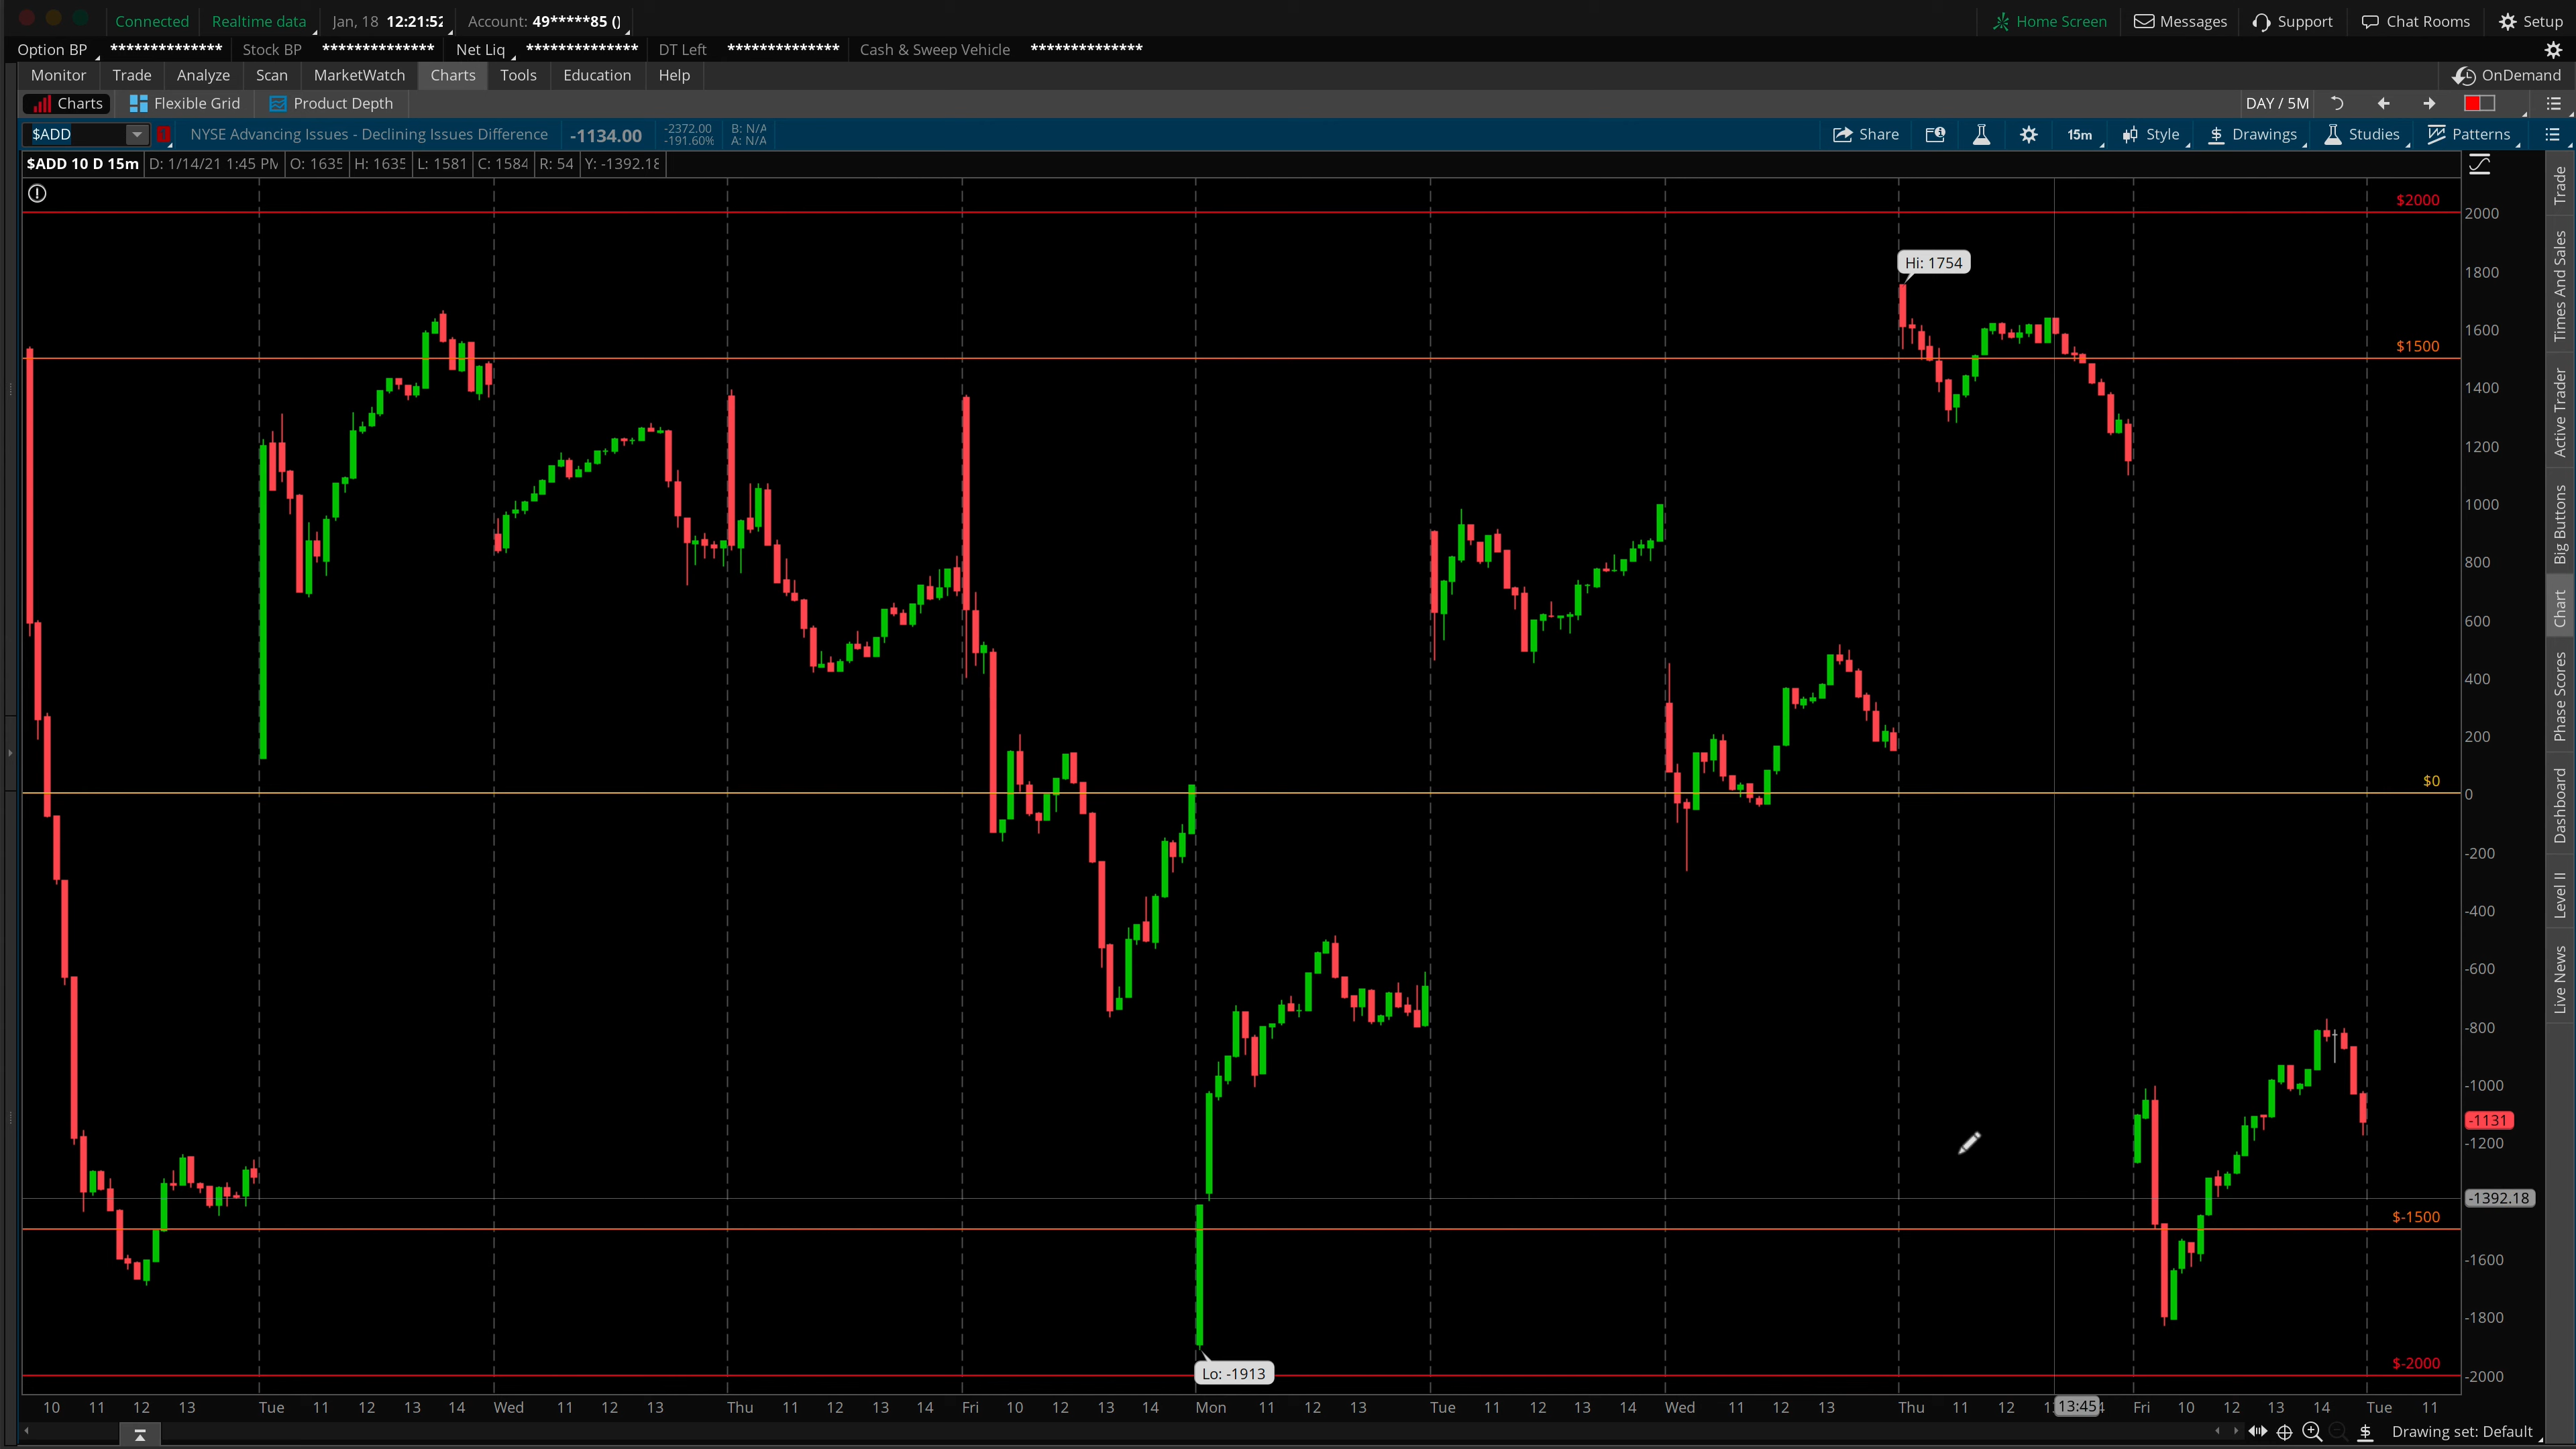 Connected Realtime data Jan, 18 12:21:52 Account: 49*****85 () Home Screen Messages Support Chat Rooms Setup
Option BP ************** Stock BP ************** Net Liq ************** DT Left ************** Cash & Sweep Vehicle **************
Monitor Trade Analyze Scan MarketWatch Charts Tools Education Help OnDemand
Charts Flexible Grid Product Depth DAY / 5M
$ADD NYSE Advancing Issues - Declining Issues Difference -1134.00 -2372.00 B: N/A Share 15m Style Drawings Studies Patterns
-191.60% A: N/A
$ADD 10 D 15m D: 1/14/21 1:45 PM O: 1635 H: 1635 L: 1581 C: 1584 R: 54 Y: -1392.18
$2000
2000
Hi: 1754
1800
1600
$1500
1400
1200
1000
800
600
400
200
$0
0
-200
-400
-600
-800
-1000
-1131
-1200
-1392.18
$-1500
-1600
-1800
Lo: -1913
$-2000
-2000
10 11 12 13 Tue 11 12 13 14 Wed 11 12 13 Thu 11 12 13 14 Fri 10 12 13 14 Mon 11 12 13 Tue 11 12 13 14 Wed 11 12 13 Thu 11 12 13:45 Fri 10 12 13 14 Tue 11
Drawing set: Default
Trade
Times And Sales
Active Trader
Big Buttons
Chart
Phase Scores
Dashboard
Level II
Live News